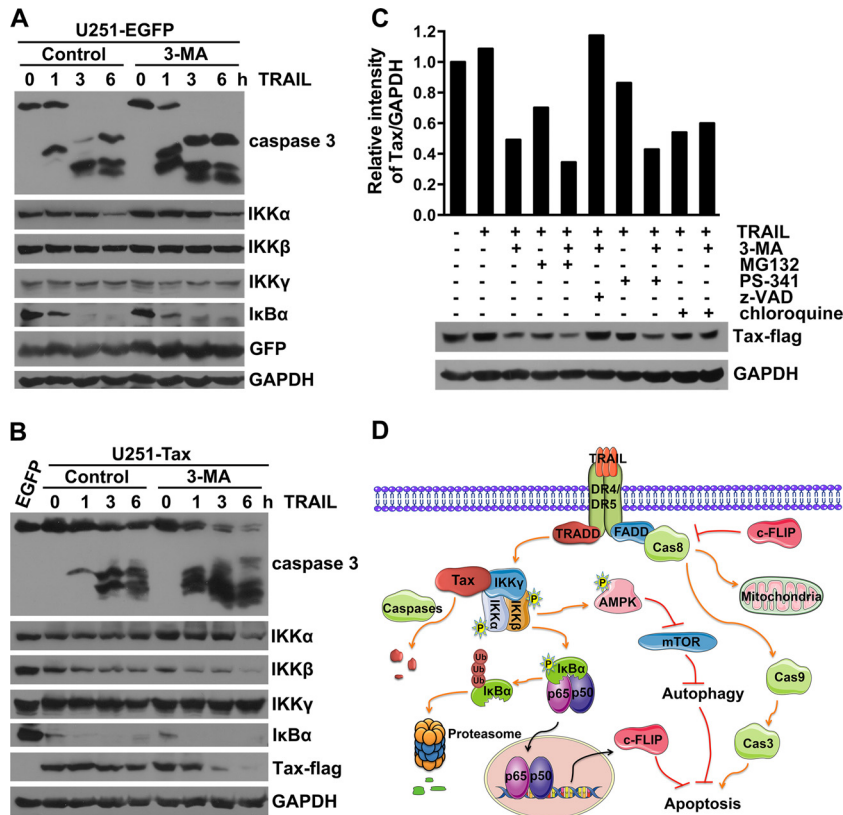 A
U251-EGFP
Control 3-MA
0 1 3 6 0 1 3 6 h TRAIL
caspase 3
IKKα
IKKβ
IKKγ
IκBα
GFP
GAPDH
B
U251-Tax
EGFP Control 3-MA
0 1 3 6 0 1 3 6 h TRAIL
caspase 3
IKKα
IKKβ
IKKγ
IκBα
Tax-flag
GAPDH
C
Relative intensity
of Tax/GAPDH
1.2
1.0
0.8
0.6
0.4
0.2
0.0
- + + + + + + + + + TRAIL
- - + - + + - + - + 3-MA
- - - + + - - - - - MG132
- - - - - - + + - - PS-341
- - - - - + - - - - z-VAD
- - - - - - - - + + chloroquine
Tax-flag
GAPDH
D
TRAIL
DR4/
DR5
TRADD
FADD
Cas8
c-FLIP
Tax
IKKγ
IKKα
IKKβ
P
P
Caspases
P
AMPK
Mitochondria
mTOR
Ub
Ub
Ub
IκBα
P
IκBα
p65
p50
Autophagy
Cas9
Proteasome
p65
p50
c-FLIP
Cas3
Apoptosis